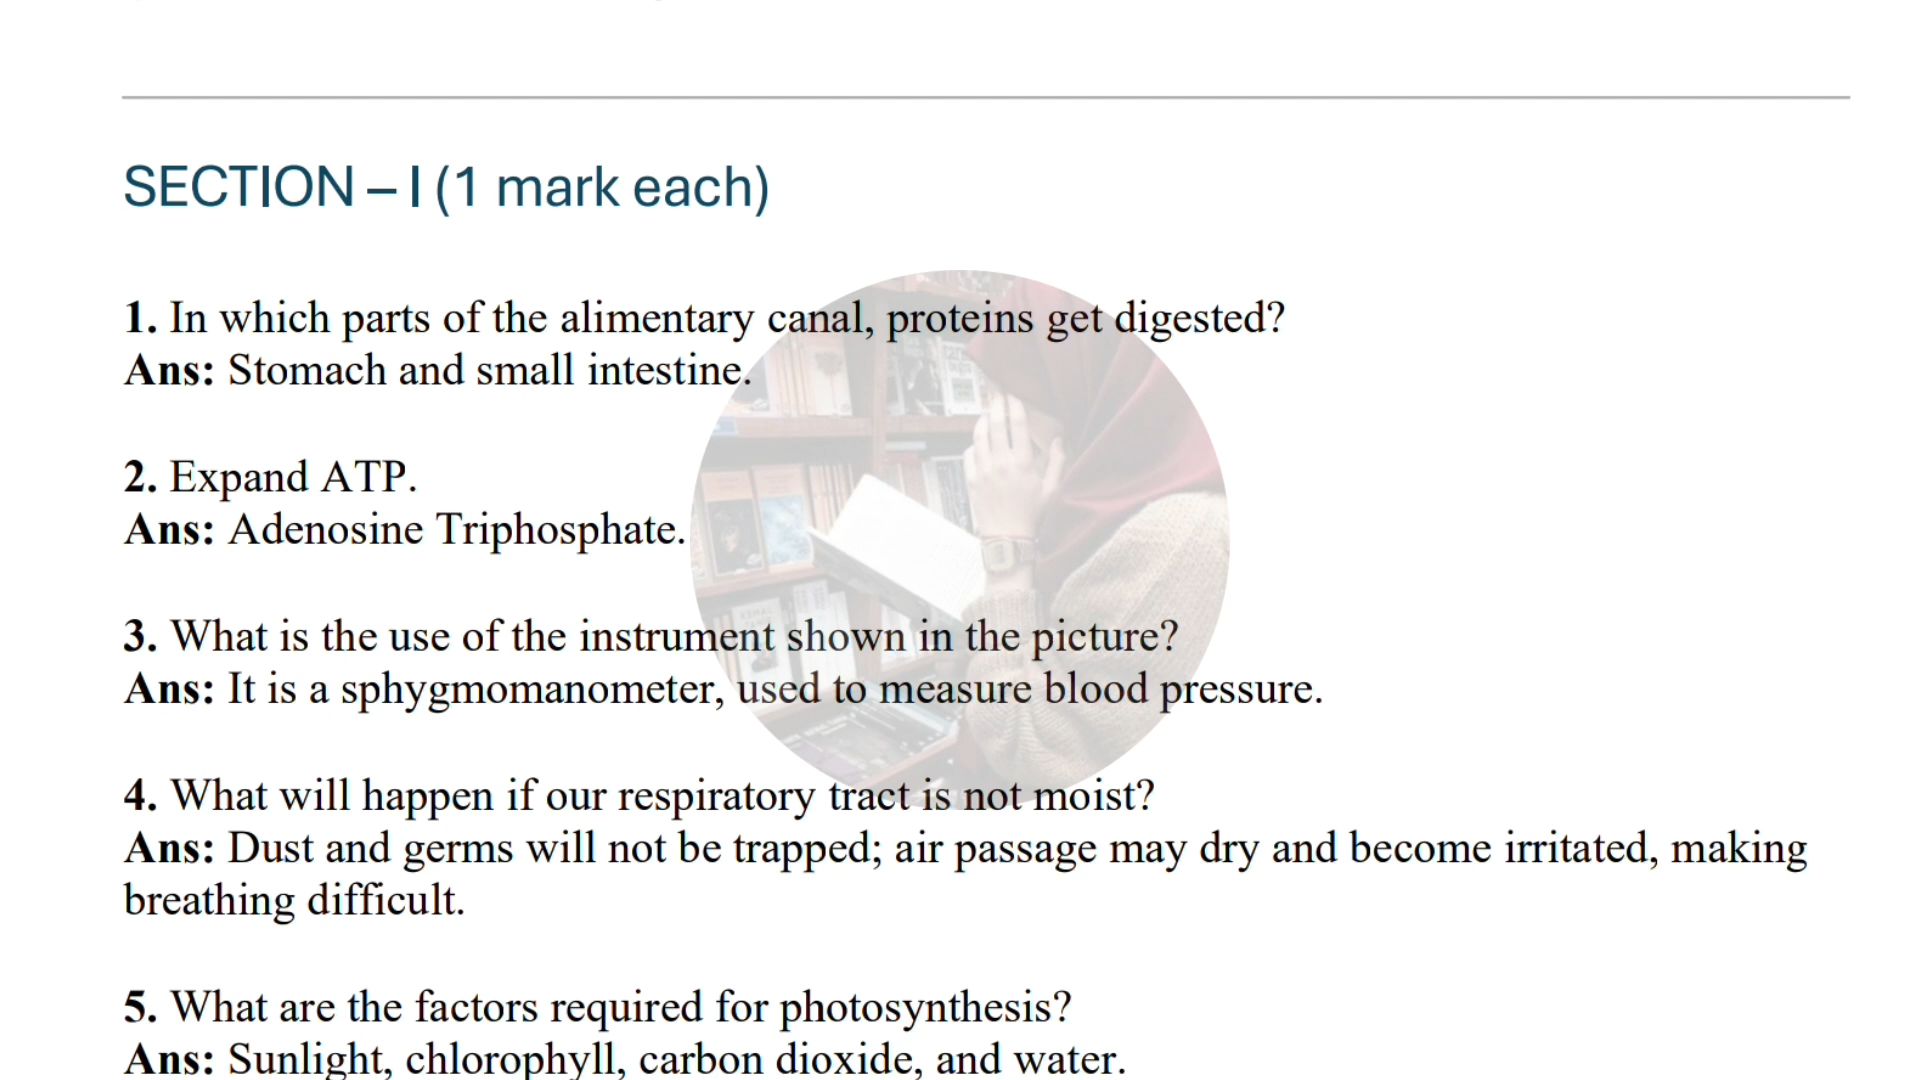 SECTION – I (1 mark each)
1. In which parts of the alimentary canal, proteins get digested?
Ans: Stomach and small intestine.
2. Expand ATP.
Ans: Adenosine Triphosphate.
3. What is the use of the instrument shown in the picture?
Ans: It is a sphygmomanometer, used to measure blood pressure.
4. What will happen if our respiratory tract is not moist?
Ans: Dust and germs will not be trapped; air passage may dry and become irritated, making
breathing difficult.
5. What are the factors required for photosynthesis?
Ans: Sunlight, chlorophyll, carbon dioxide, and water.